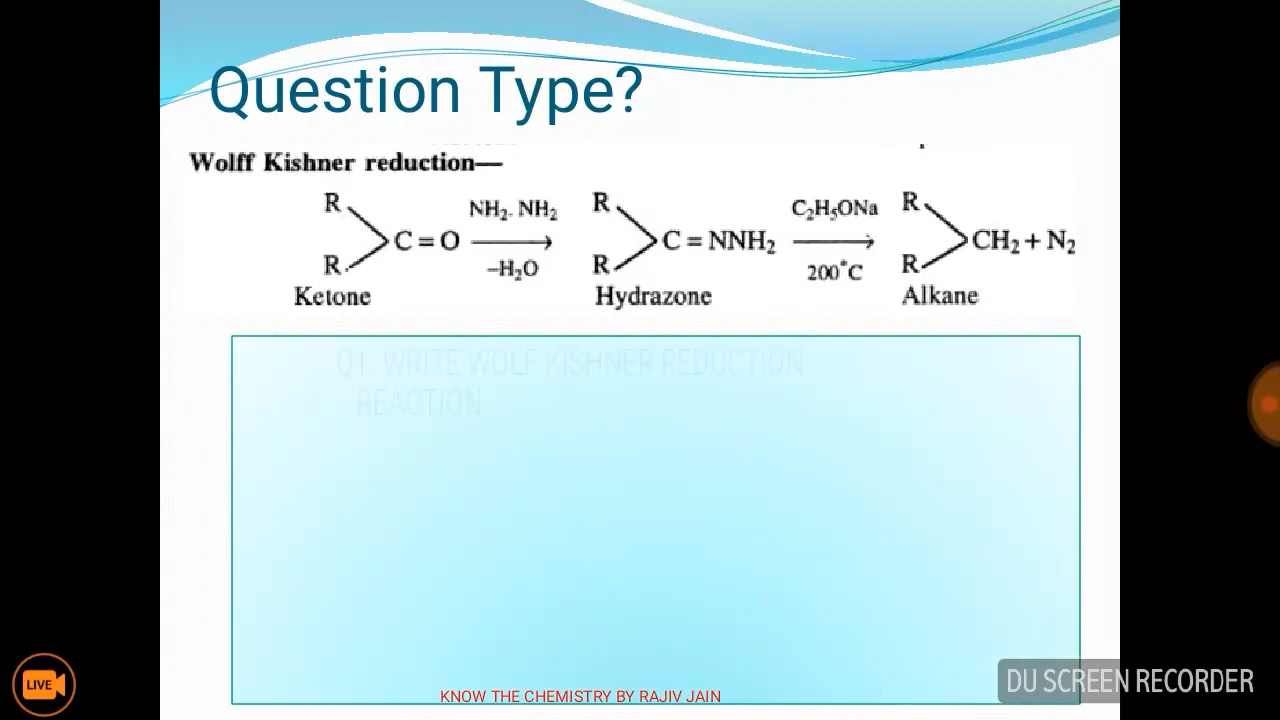 Question Type?
Wolff Kishner reduction—
R R R
NH₂. NH₂ C₂H₅ONa
C = O C = NNH₂ CH₂ + N₂
–H₂O 200°C
R R R
Ketone Hydrazone Alkane
Q1. WRITE WOLF KISHNER REDUCTION
REACTION
KNOW THE CHEMISTRY BY RAJIV JAIN
LIVE
DU SCREEN RECORDER